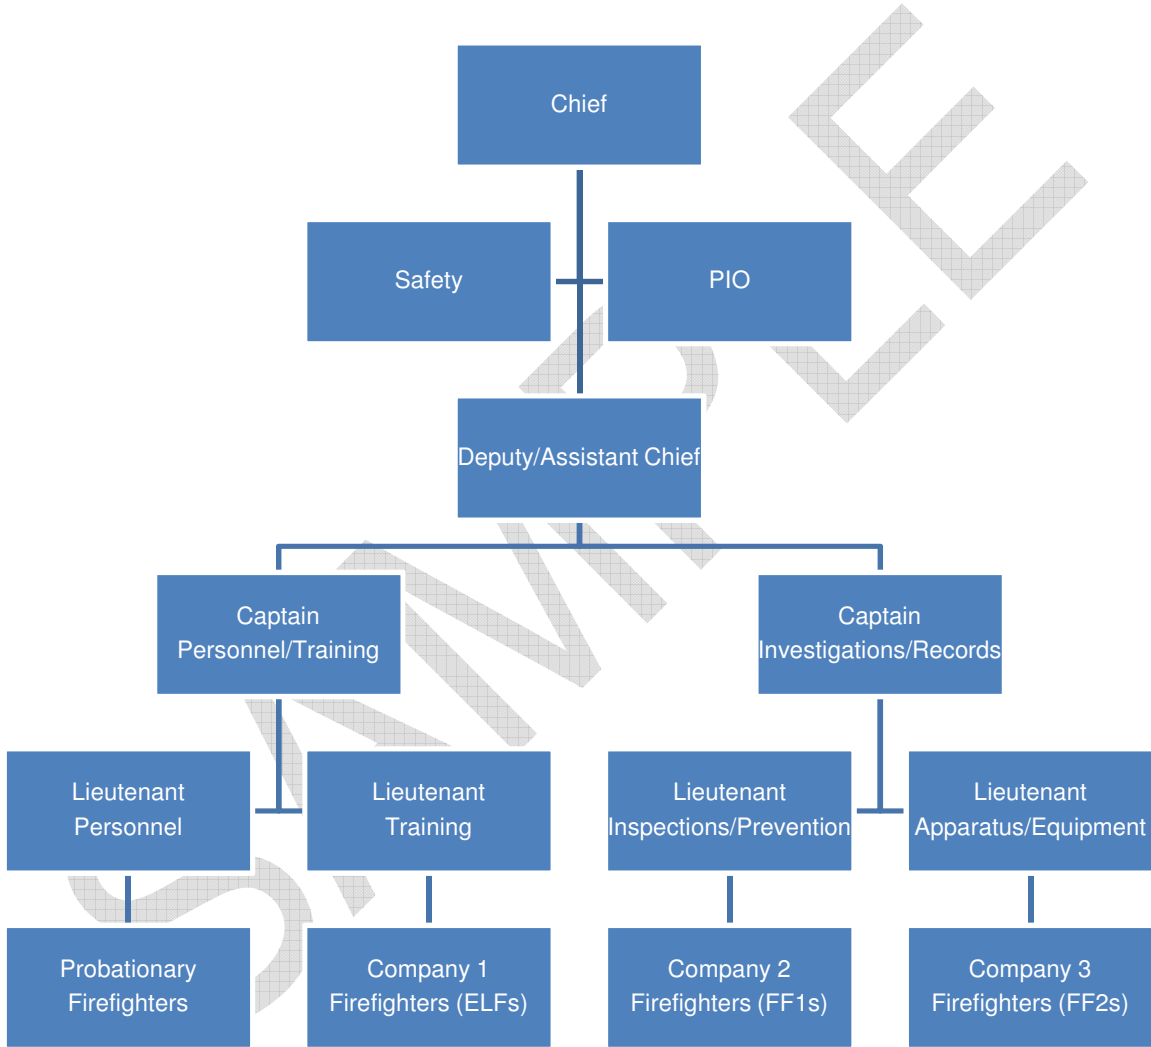 Chief
Safety
PIO
Deputy/Assistant Chief
Captain
Personnel/Training
Captain
Investigations/Records
Lieutenant
Personnel
Lieutenant
Training
Lieutenant
Inspections/Prevention
Lieutenant
Apparatus/Equipment
Probationary
Firefighters
Company 1
Firefighters (ELFs)
Company 2
Firefighters (FF1s)
Company 3
Firefighters (FF2s)
SAMPLE